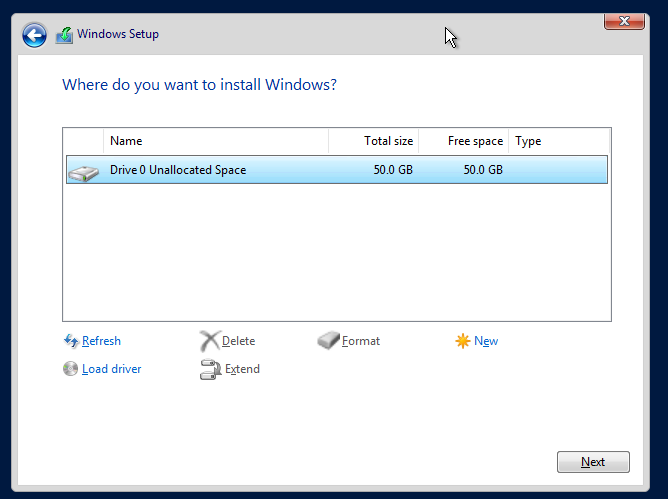 Windows Setup
Where do you want to install Windows?
Name Total size Free space Type
Drive 0 Unallocated Space 50.0 GB 50.0 GB
Refresh Delete Format New
Load driver Extend
Next